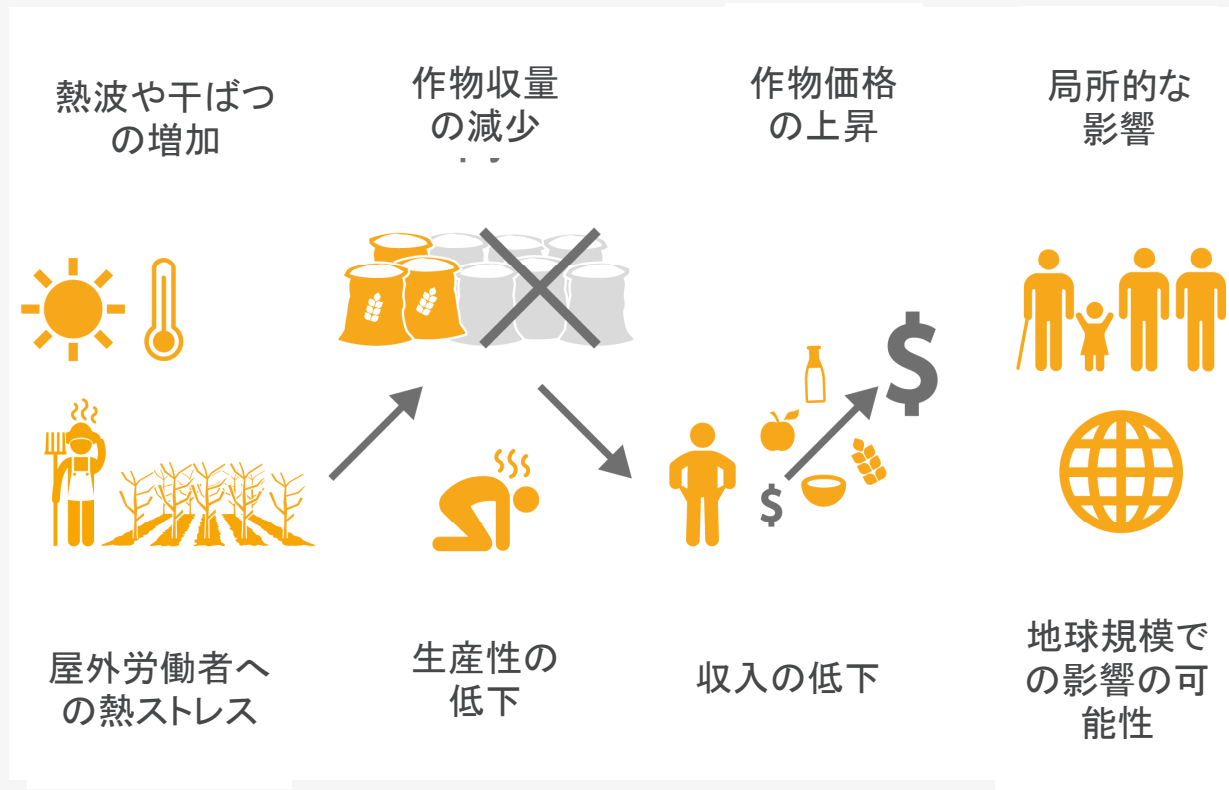 熱波や干ばつ
の増加
作物収量
の減少
作物価格
の上昇
局所的な
影響
$
$
屋外労働者へ
の熱ストレス
生産性の
低下
収入の低下
地球規模で
の影響の可
能性